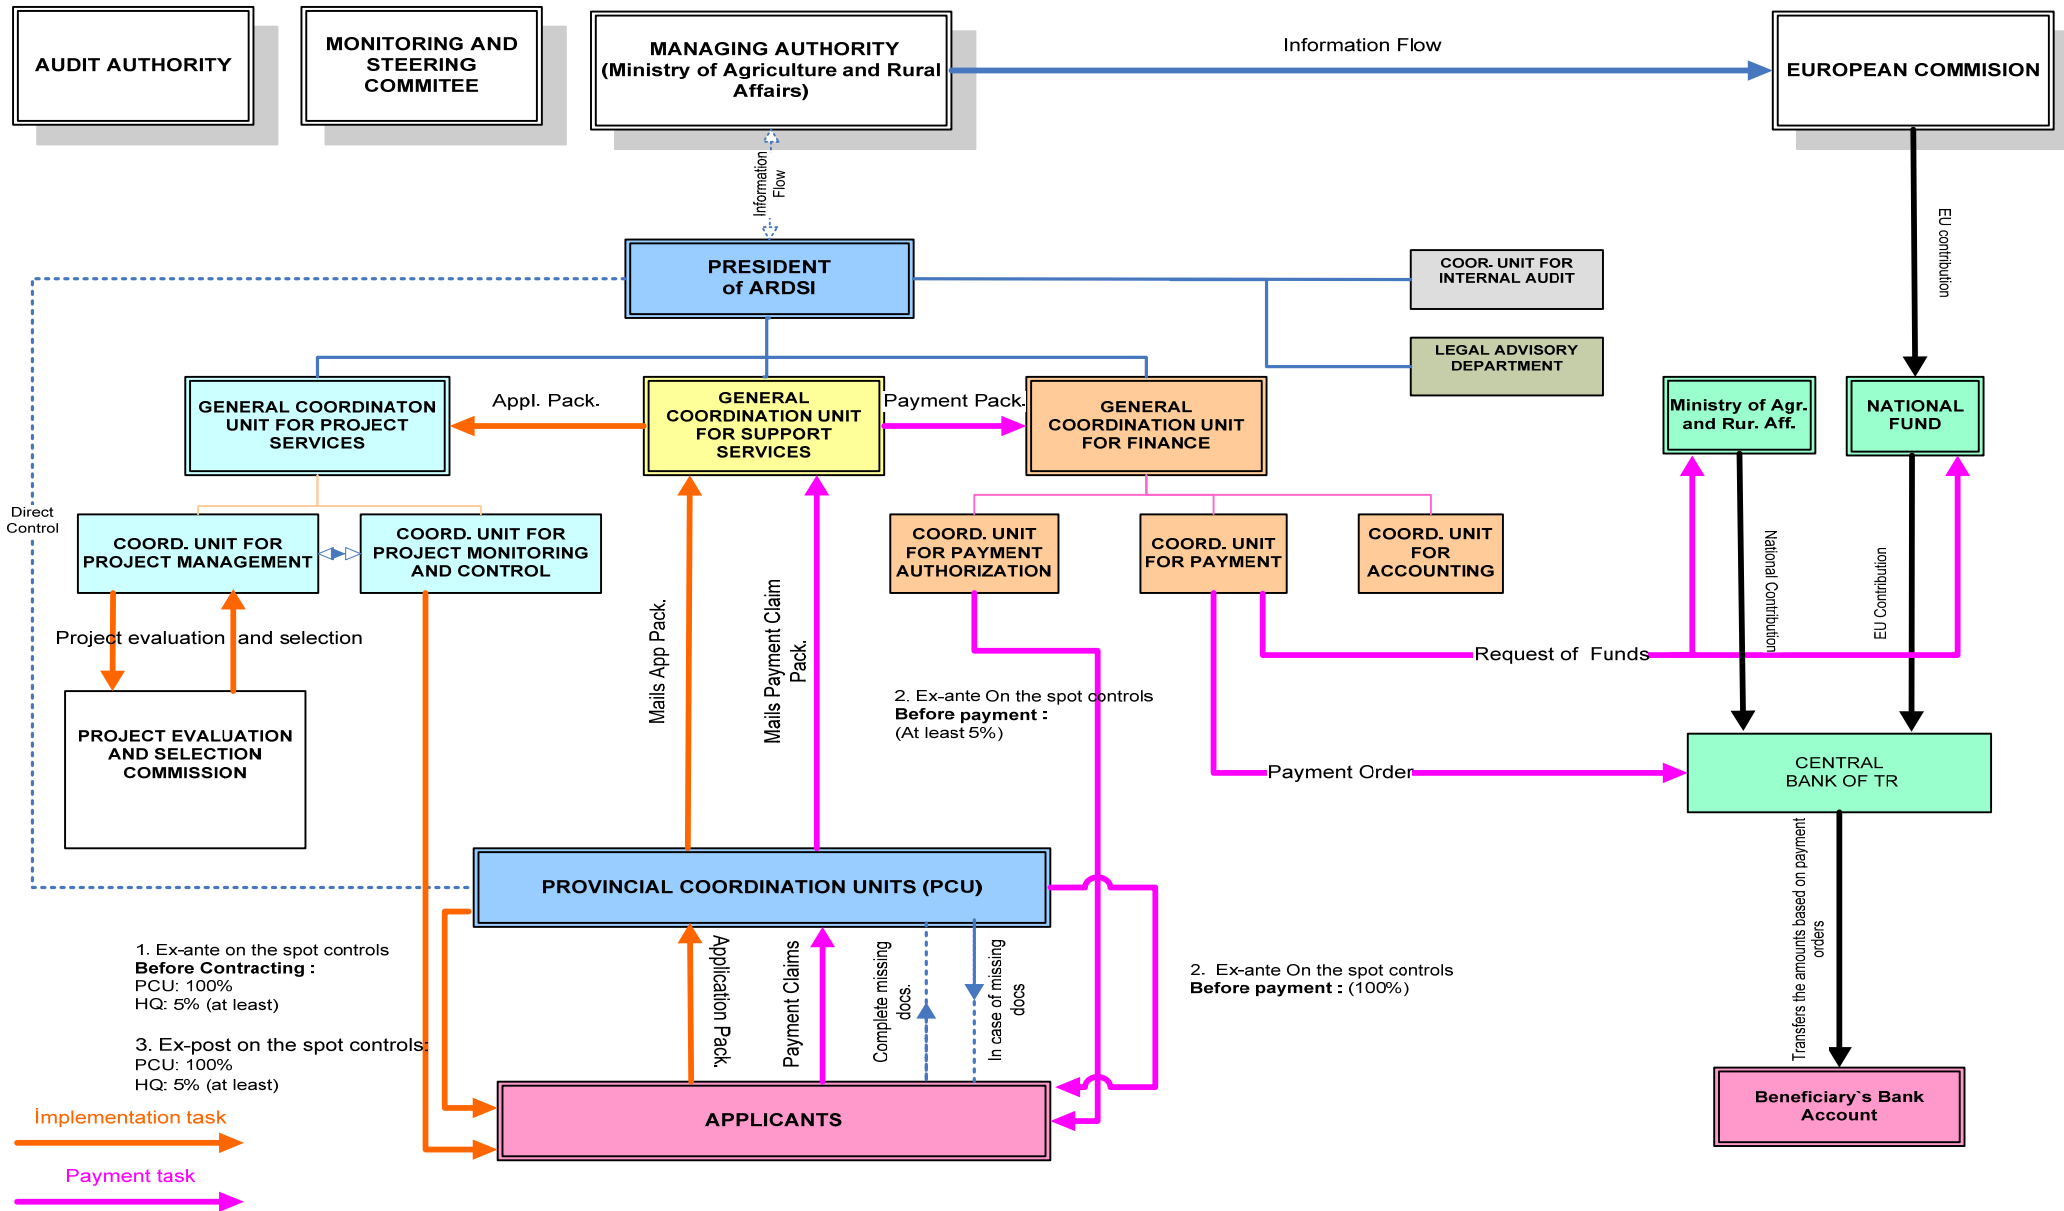 AUDIT AUTHORITY
MONITORING AND
STEERING
COMMITEE
MANAGING AUTHORITY
(Ministry of Agriculture and Rural
Affairs)
Information Flow
EUROPEAN COMMISION
Information
Flow
EU contribution
PRESIDENT
of ARDSI
COOR. UNIT FOR
INTERNAL AUDIT
LEGAL ADVISORY
DEPARTMENT
GENERAL COORDINATON
UNIT FOR PROJECT
SERVICES
Appl. Pack.
GENERAL
COORDINATION UNIT
FOR SUPPORT
SERVICES
Payment Pack.
GENERAL
COORDINATION UNIT
FOR FINANCE
Ministry of Agr.
and Rur. Aff.
NATIONAL
FUND
Direct
Control
COORD. UNIT FOR
PROJECT MANAGEMENT
COORD. UNIT FOR
PROJECT MONITORING
AND CONTROL
COORD. UNIT
FOR PAYMENT
AUTHORIZATION
COORD. UNIT
FOR PAYMENT
COORD. UNIT
FOR
ACCOUNTING
National Contribution
EU Contribution
Project evaluation and selection
Mails App Pack.
Mails Payment Claim
Pack.
Request of Funds
PROJECT EVALUATION
AND SELECTION
COMMISSION
2. Ex-ante On the spot controls
Before payment :
(At least 5%)
Payment Order
CENTRAL
BANK OF TR
Transfers the amounts based on payment
orders
PROVINCIAL COORDINATION UNITS (PCU)
1. Ex-ante on the spot controls
Before Contracting :
PCU: 100%
HQ: 5% (at least)
Application Pack.
Payment Claims
Complete missing
docs.
In case of missing
docs
2. Ex-ante On the spot controls
Before payment : (100%)
3. Ex-post on the spot controls:
PCU: 100%
HQ: 5% (at least)
APPLICANTS
Beneficiary`s Bank
Account
İmplementation task
Payment task